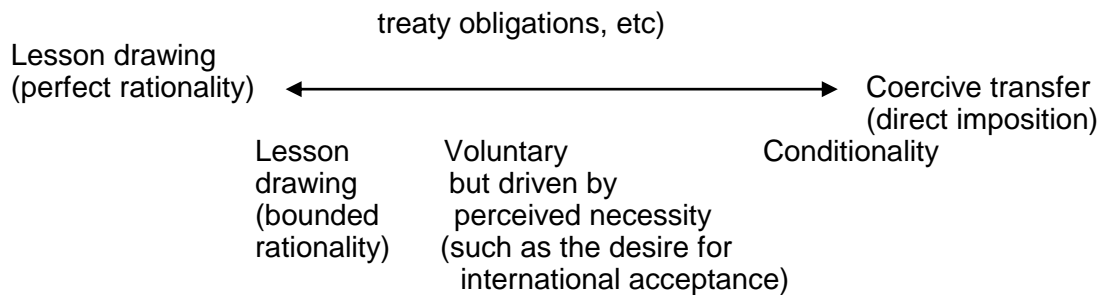 treaty obligations, etc)
Lesson drawing
(perfect rationality)
Coercive transfer
(direct imposition)
Lesson
drawing
(bounded
rationality)
Voluntary
but driven by
perceived necessity
(such as the desire for
international acceptance)
Conditionality